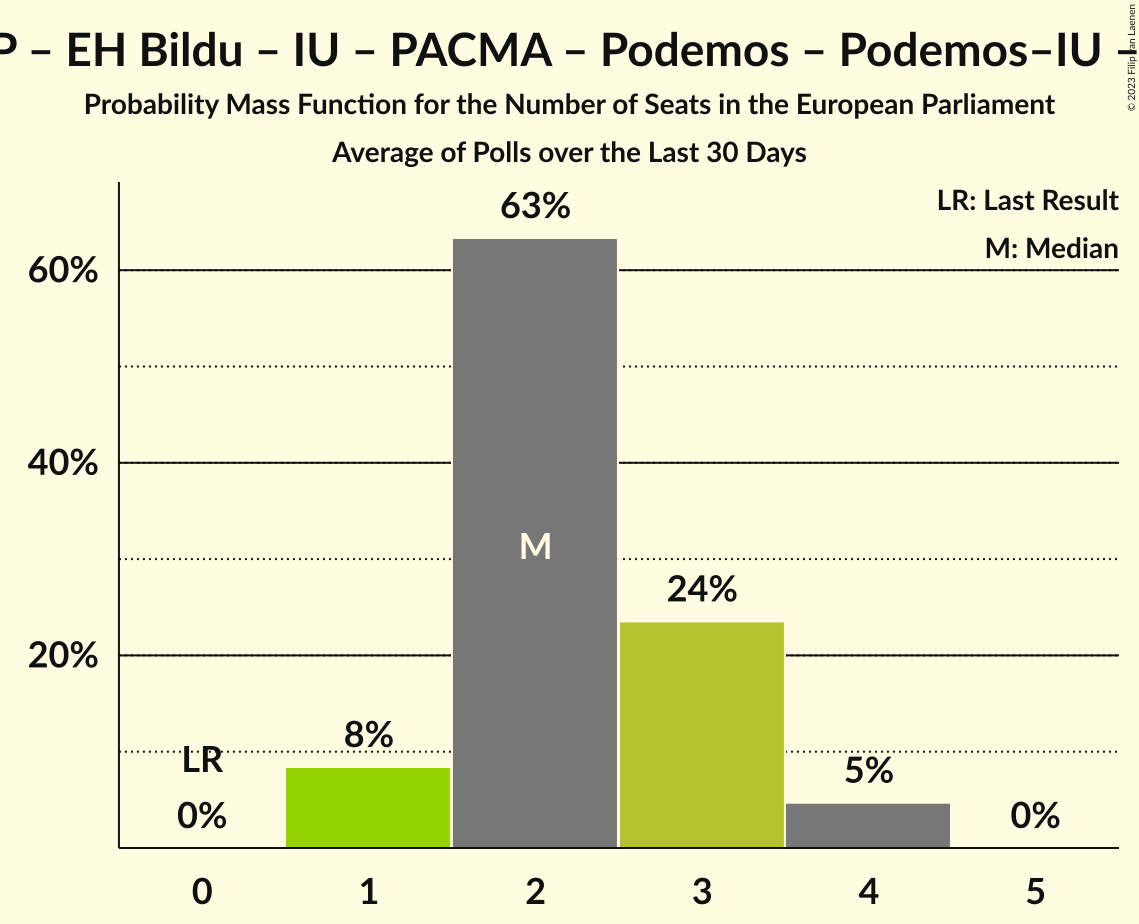 P – EH Bildu – IU – PACMA – Podemos – Podemos–IU –
Probability Mass Function for the Number of Seats in the European Parliament
Average of Polls over the Last 30 Days
© 2023 Filip van Laenen
LR: Last Result
M: Median
63%
60%
40%
M
24%
20%
8%
LR
5%
0%
0%
0 1 2 3 4 5